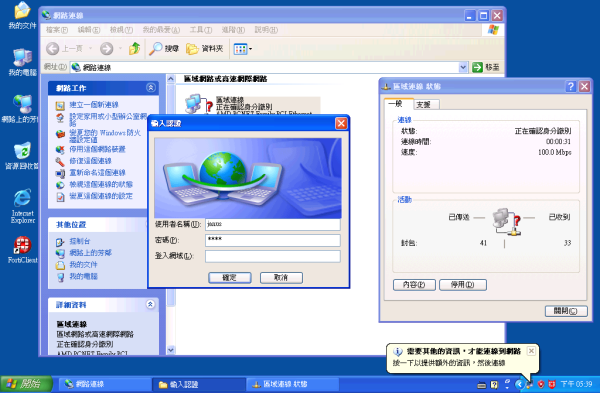 我的文件
我的電腦
網路上的芳鄰
資源回收筒
Internet
Explorer
FortiClient
網路連線
檔案(F) 編輯(E) 檢視(V) 我的最愛(A) 工具(T) 進階(N) 說明(H)
上一頁 搜尋 資料夾
網址(D) 網路連線 移至
網路工作
建立一個新連線
設定家用或小型辦公室網路
變更您的 Windows 防火牆設定值
停用這個網路裝置
修復這個連線
重新命名這個連線
檢視這個連線的狀態
變更這個連線的設定
其他位置
控制台
網路上的芳鄰
我的文件
我的電腦
詳細資料
區域連線
區域網路或高速網際網路
正在確認身分識別
AMD PCNET Family PCI
區域網路或高速網際網路
區域連線
正在確認身分識別
AMD PCNET Family PCI Ethernet
輸入認證
使用者名稱(U):
密碼(P): ****
登入網域(L):
確定 取消
區域連線 狀態
一般 支援
連線
狀態: 正在確認身分識別
連線時間: 00:00:31
速度: 100.0 Mbps
活動
已傳送 — 已收到
封包: 41 | 33
內容(P) 停用(D)
關閉(C)
需要其他的資訊，才能連線到網路
按一下以提供額外的資訊，然後連線
開始 網路連線 輸入認證 區域連線 狀態 下午 05:39